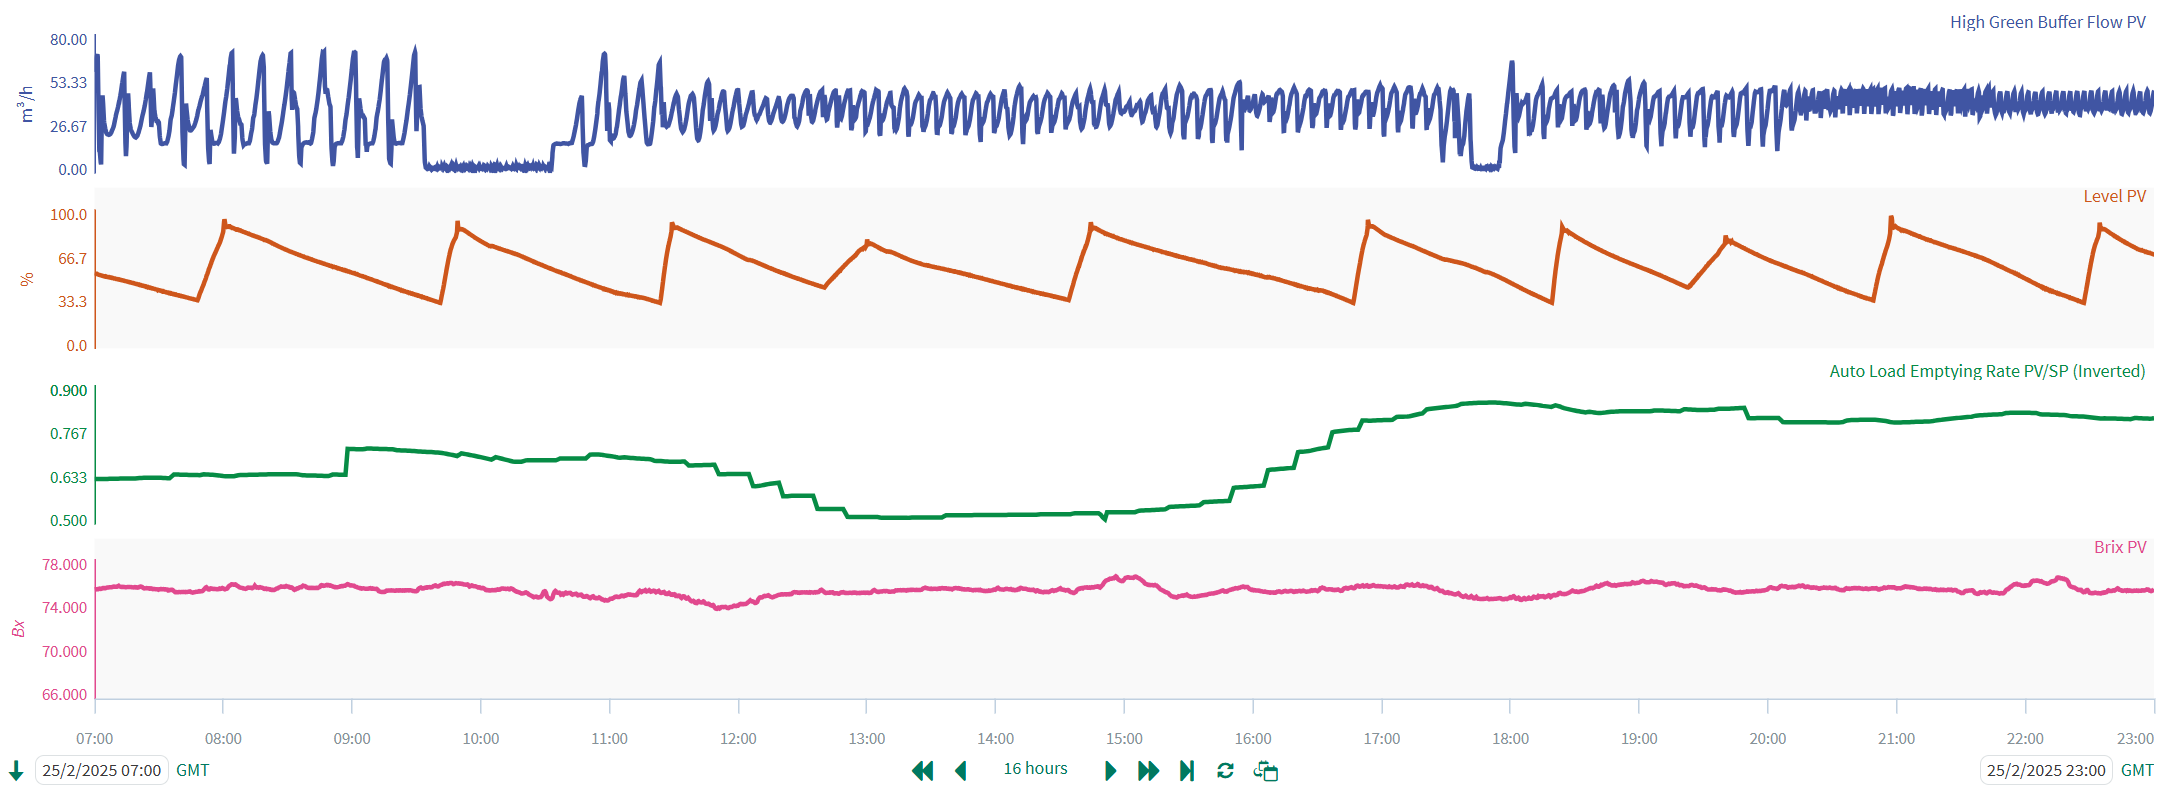 High Green Buffer Flow PV
80.00
53.33
26.67
0.00
m³/h
Level PV
100.0
66.7
33.3
0.0
%
Auto Load Emptying Rate PV/SP (Inverted)
0.900
0.767
0.633
0.500
Brix PV
78.000
74.000
70.000
66.000
Bx
07:00 08:00 09:00 10:00 11:00 12:00 13:00 14:00 15:00 16:00 17:00 18:00 19:00 20:00 21:00 22:00 23:00
25/2/2025 07:00 GMT 16 hours 25/2/2025 23:00 GMT